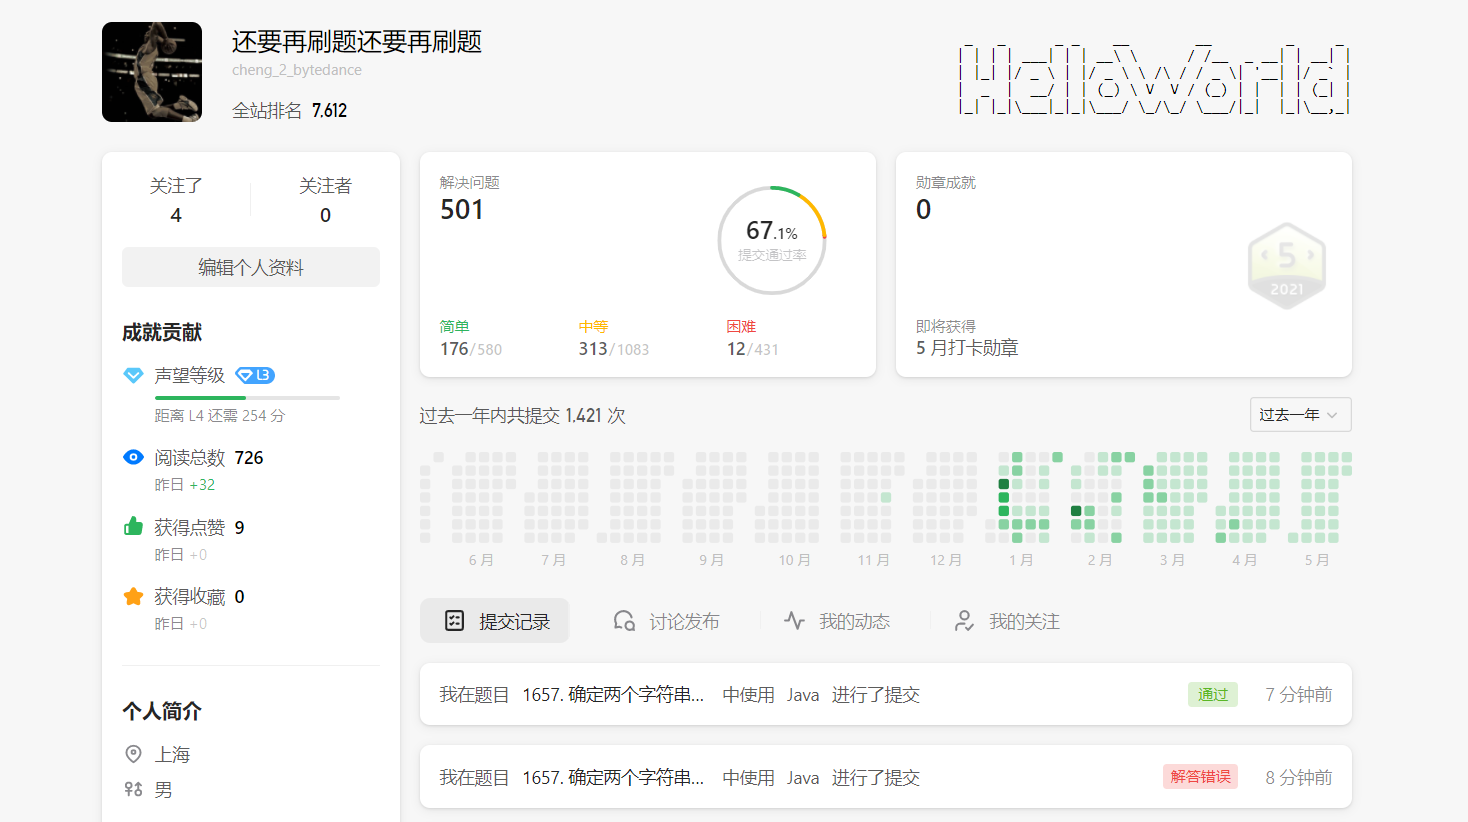 还要再刷题还要再刷题
cheng_2_bytedance
全站排名 7,612
HelloWorld
关注了 关注者
4 0
编辑个人资料
成就贡献
声望等级 L3
距离 L4 还需 254 分
阅读总数 726
昨日 +32
获得点赞 9
昨日 +0
获得收藏 0
昨日 +0
个人简介
上海
男
解决问题
501
67.1%
提交通过率
简单 中等 困难
176/580 313/1083 12/431
勋章成就
0
5
2021
即将获得
5 月打卡勋章
过去一年内共提交 1,421 次 过去一年
6 月 7 月 8 月 9 月 10 月 11 月 12 月 1 月 2 月 3 月 4 月 5 月
提交记录 讨论发布 我的动态 我的关注
我在题目 1657. 确定两个字符串... 中使用 Java 进行了提交 通过 7 分钟前
我在题目 1657. 确定两个字符串... 中使用 Java 进行了提交 解答错误 8 分钟前